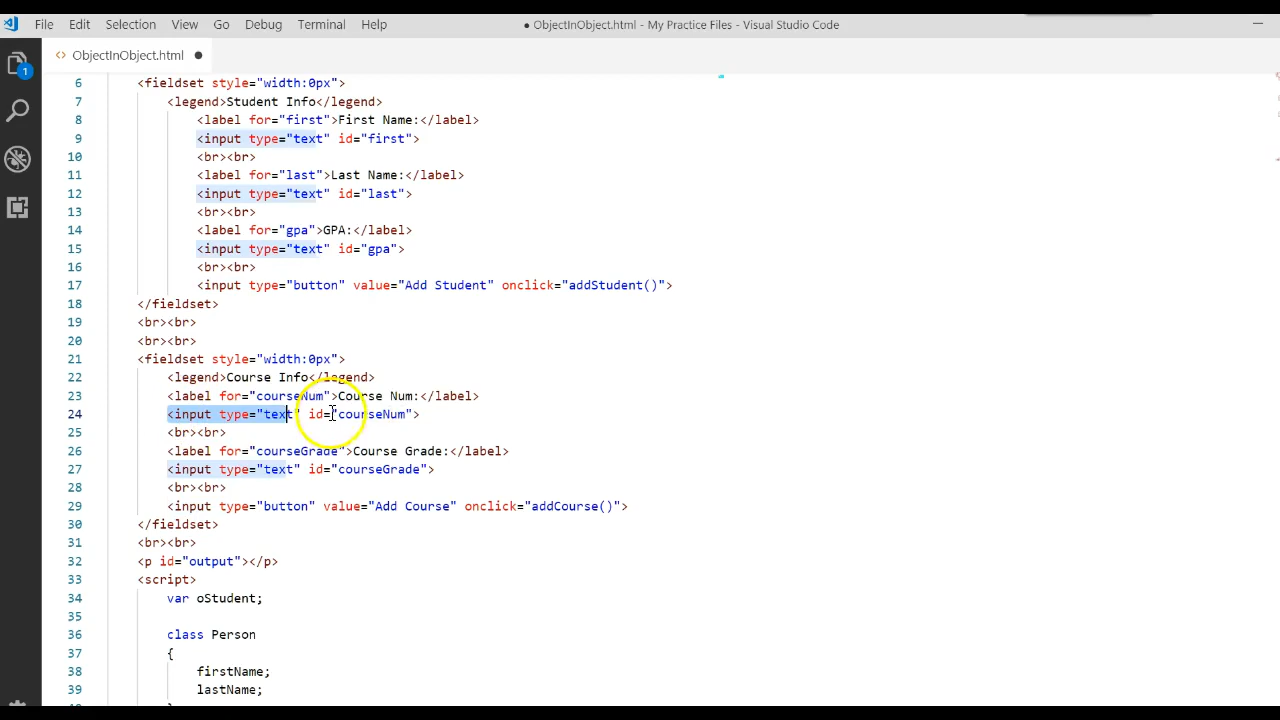 File Edit Selection View Go Debug Terminal Help ● ObjectInObject.html - My Practice Files - Visual Studio Code
<> ObjectInObject.html ●
1
6 <fieldset style="width:0px">
7 <legend>Student Info</legend>
8 <label for="first">First Name:</label>
9 <input type="text" id="first">
10 <br><br>
11 <label for="last">Last Name:</label>
12 <input type="text" id="last">
13 <br><br>
14 <label for="gpa">GPA:</label>
15 <input type="text" id="gpa">
16 <br><br>
17 <input type="button" value="Add Student" onclick="addStudent()">
18 </fieldset>
19 <br><br>
20 <br><br>
21 <fieldset style="width:0px">
22 <legend>Course Info</legend>
23 <label for="courseNum">Course Num:</label>
24 <input type="text" id="courseNum">
25 <br><br>
26 <label for="courseGrade">Course Grade:</label>
27 <input type="text" id="courseGrade">
28 <br><br>
29 <input type="button" value="Add Course" onclick="addCourse()">
30 </fieldset>
31 <br><br>
32 <p id="output"></p>
33 <script>
34 var oStudent;
35
36 class Person
37 {
38 firstName;
39 lastName;